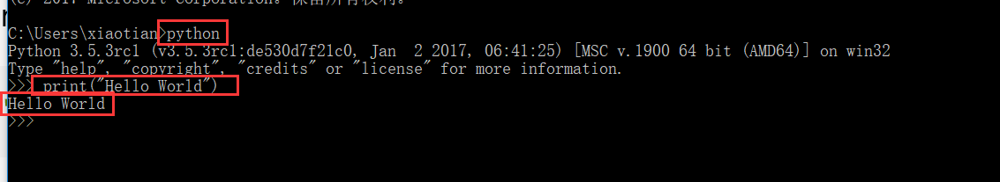 (c) 2017 Microsoft Corporation。保留所有权利。
C:\Users\xiaotian>python
Python 3.5.3rc1 (v3.5.3rc1:de530d7f21c0, Jan  2 2017, 06:41:25) [MSC v.1900 64 bit (AMD64)] on win32
Type "help", "copyright", "credits" or "license" for more information.
>>> print("Hello World")
Hello World
>>>